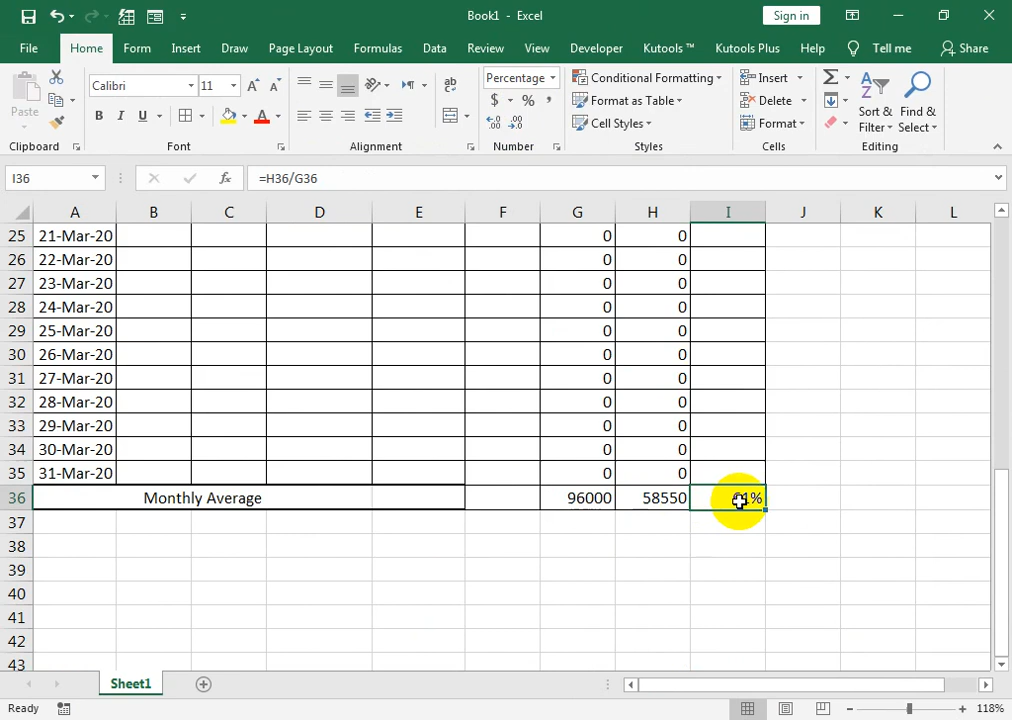 Book1 - Excel
Sign in
File Home Form Insert Draw Page Layout Formulas Data Review View Developer Kutools ™ Kutools Plus Help Tell me Share
Paste
Calibri 11
B I U
A A
ab
Percentage
$ % ,
Conditional Formatting
Format as Table
Cell Styles
Insert
Delete
Format
Sort & Filter
Find & Select
Clipboard Font Alignment Number Styles Cells Editing
I36 fx =H36/G36
A B C D E F G H I J K L
25 21-Mar-20 0 0
26 22-Mar-20 0 0
27 23-Mar-20 0 0
28 24-Mar-20 0 0
29 25-Mar-20 0 0
30 26-Mar-20 0 0
31 27-Mar-20 0 0
32 28-Mar-20 0 0
33 29-Mar-20 0 0
34 30-Mar-20 0 0
35 31-Mar-20 0 0
36 Monthly Average 96000 58550
37
38
39
40
41
42
43
Sheet1
Ready
118%